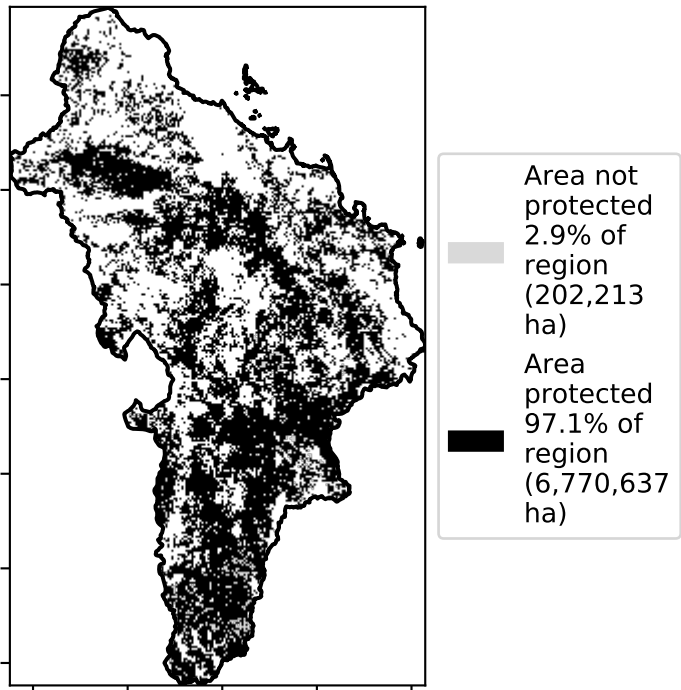 Area not
protected
2.9% of
region
(202,213
ha)
Area
protected
97.1% of
region
(6,770,637
ha)